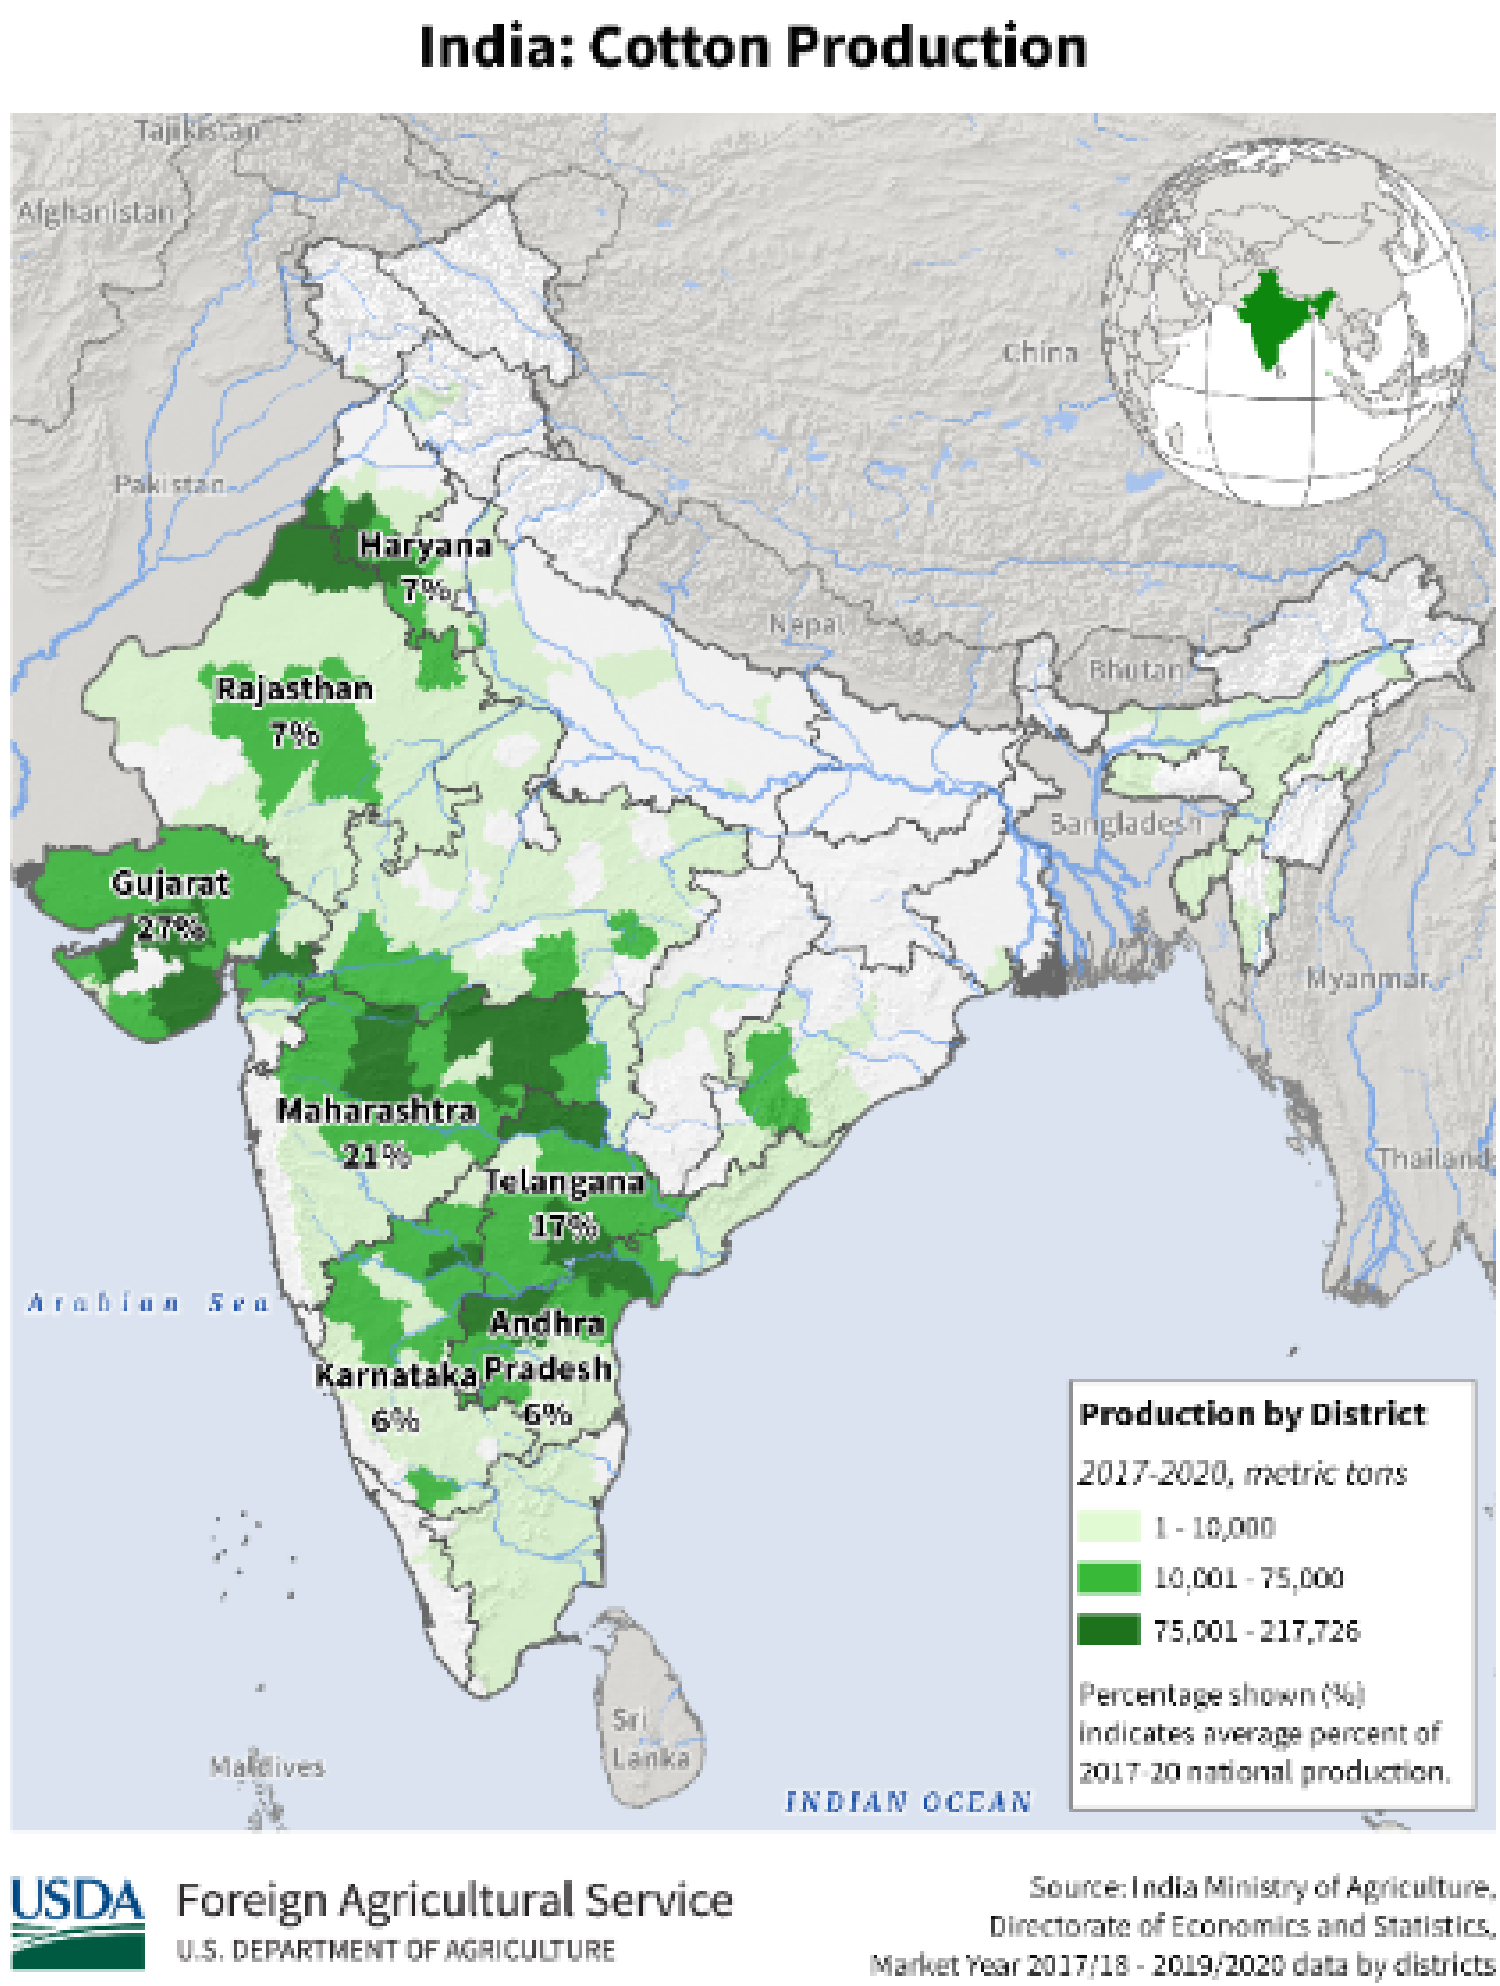 India: Cotton Production
Tajikistan
Afghanistan
China
Pakistan
Haryana
7%
Nepal
Bhutan
Rajasthan
7%
Bangladesh
Gujarat
27%
Myanmar
Maharashtra
21%
Thailand
Telangana
17%
Arabian Sea
Andhra
Pradesh
6%
Karnataka
6%
Production by District
2017-2020, metric tons
1 - 10,000
10,001 - 75,000
75,001 - 217,726
Percentage shown (%)
indicates average percent of
2017-20 national production.
Sri
Lanka
Maldives
INDIAN OCEAN
USDA
Foreign Agricultural Service
U.S. DEPARTMENT OF AGRICULTURE
Source: India Ministry of Agriculture,
Directorate of Economics and Statistics,
Market Year 2017/18 - 2019/2020 data by districts